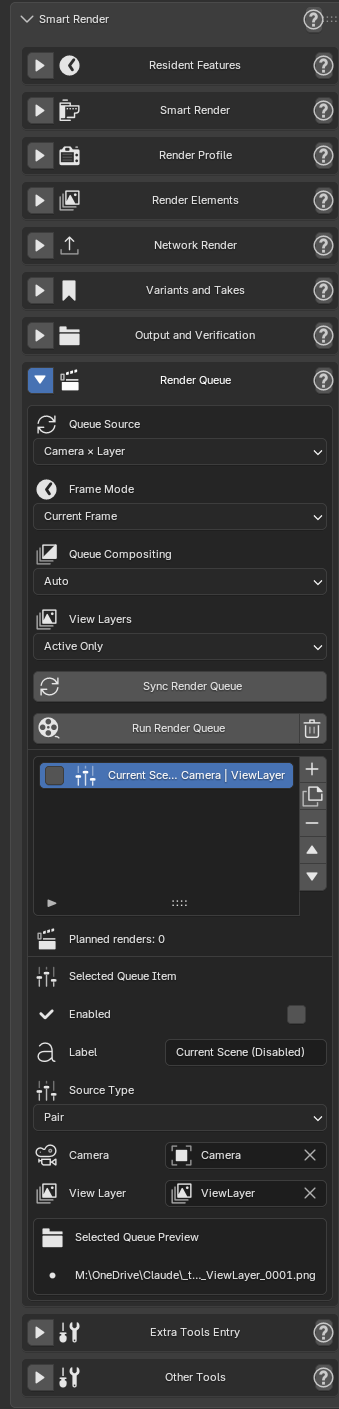 Smart Render
Resident Features
Smart Render
Render Profile
Render Elements
Network Render
Variants and Takes
Output and Verification
Render Queue
Queue Source
Camera × Layer
Frame Mode
Current Frame
Queue Compositing
Auto
View Layers
Active Only
Sync Render Queue
Run Render Queue
Current Sce... Camera | ViewLayer
Planned renders: 0
Selected Queue Item
Enabled
Label Current Scene (Disabled)
Source Type
Pair
Camera Camera
View Layer ViewLayer
Selected Queue Preview
M:\OneDrive\Claude\_t..._ViewLayer_0001.png
Extra Tools Entry
Other Tools